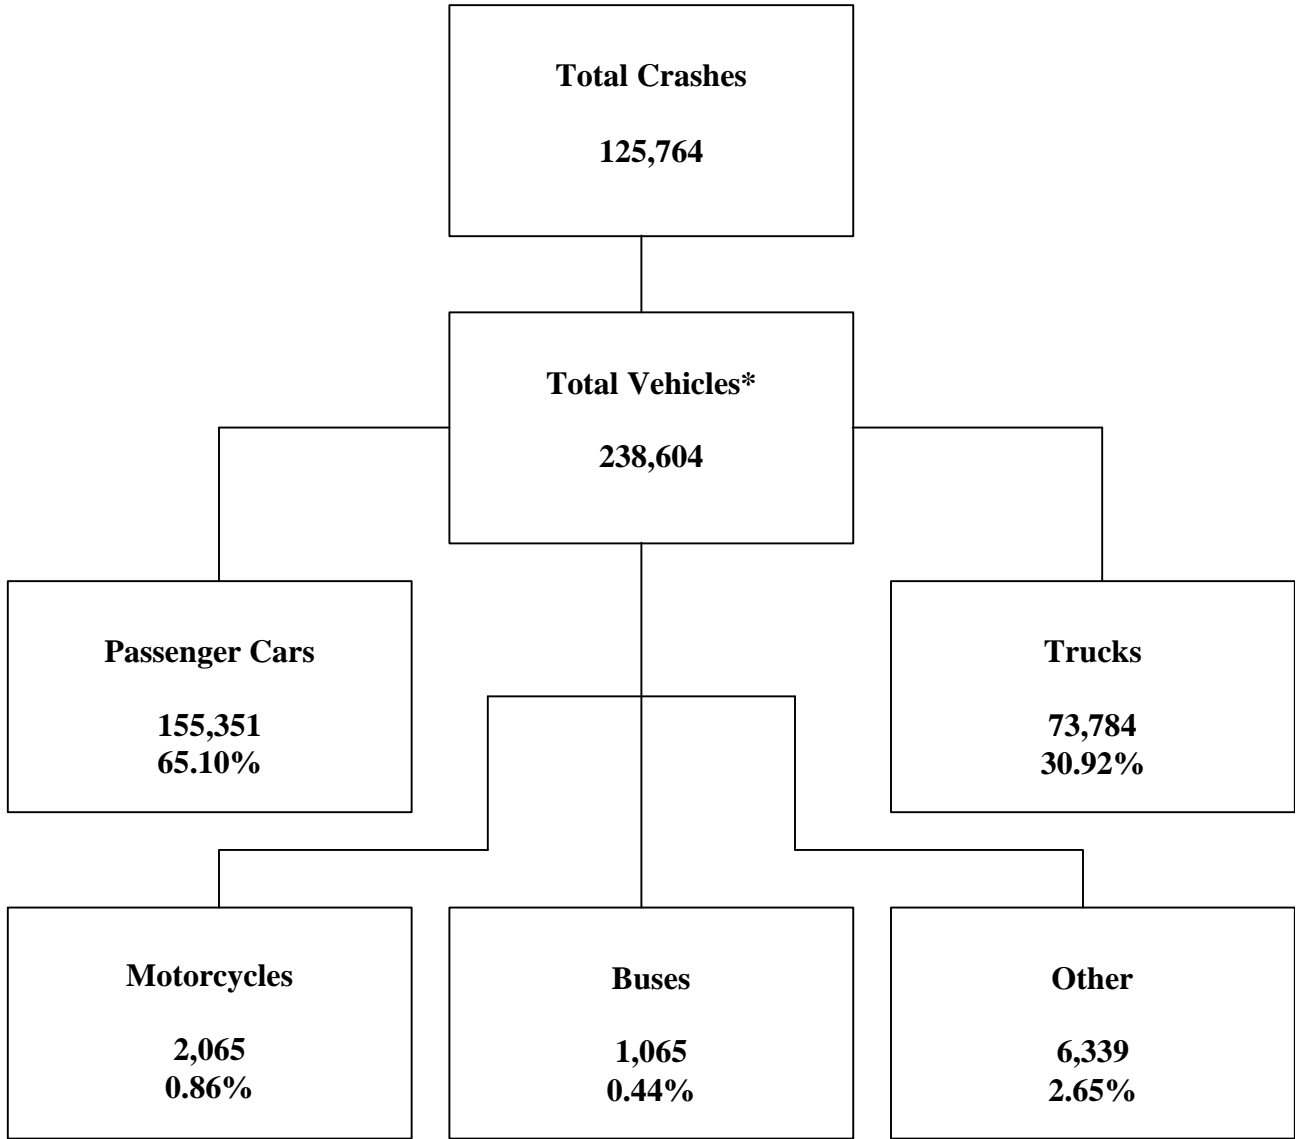 Total Crashes
125,764
Total Vehicles*
238,604
Passenger Cars
155,351
65.10%
Trucks
73,784
30.92%
Motorcycles
2,065
0.86%
Buses
1,065
0.44%
Other
6,339
2.65%